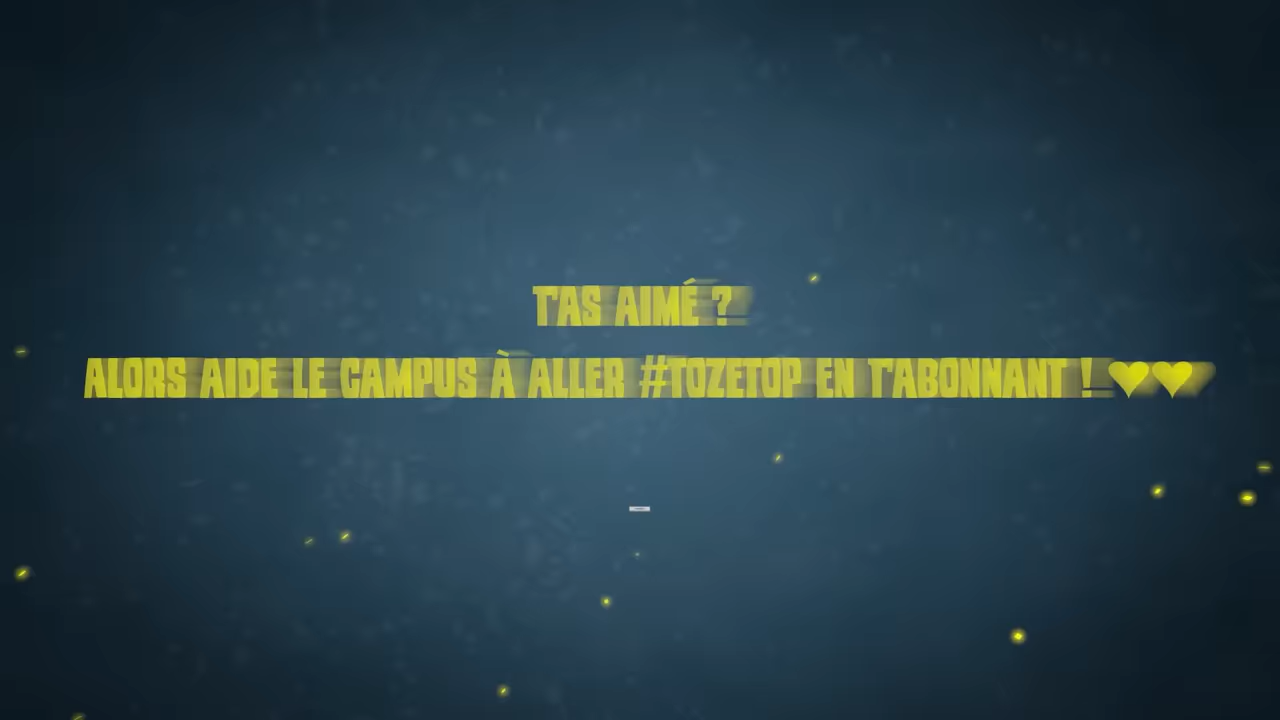 T'AS AIMÉ ?
ALORS AIDE LE CAMPUS À ALLER #TOZETOP EN T'ABONNANT ! ♥♥